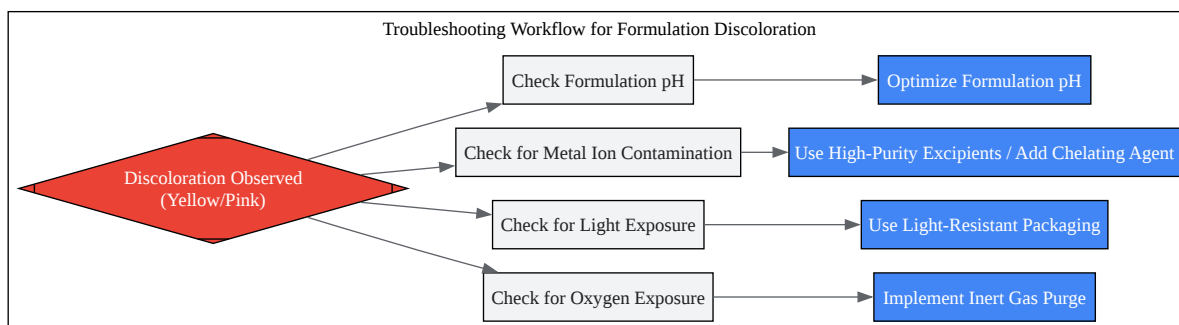 Troubleshooting Workflow for Formulation Discoloration
Discoloration Observed
(Yellow/Pink)
Check Formulation pH
Optimize Formulation pH
Check for Metal Ion Contamination
Use High-Purity Excipients / Add Chelating Agent
Check for Light Exposure
Use Light-Resistant Packaging
Check for Oxygen Exposure
Implement Inert Gas Purge